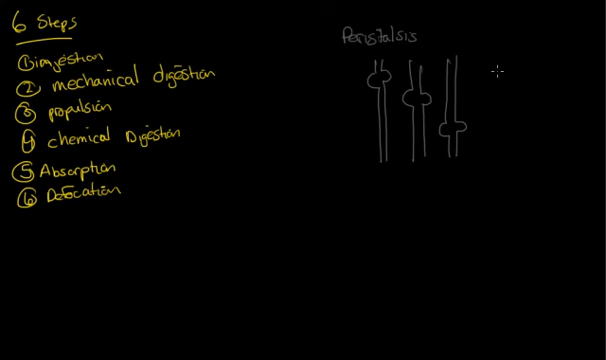 6 Steps
① ingestion
② mechanical digestion
③ propulsion
④ chemical Digestion
⑤ Absorption
⑥ Defecation
Peristalsis